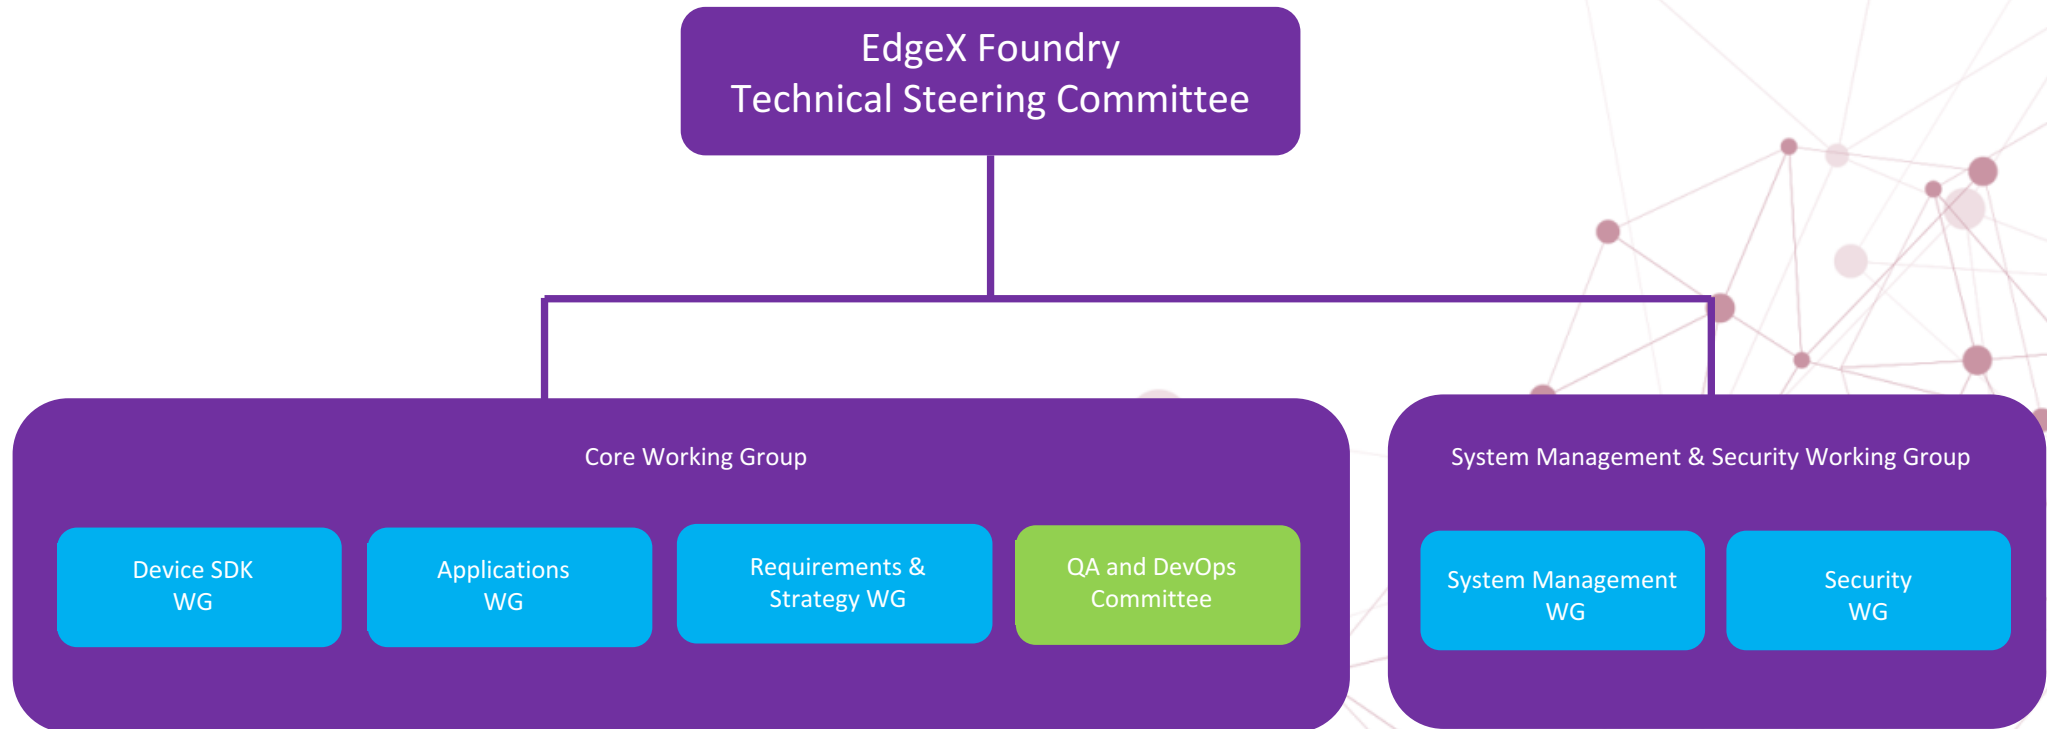 EdgeX Foundry
Technical Steering Committee
Core Working Group
System Management & Security Working Group
Device SDK
WG
Applications
WG
Requirements &
Strategy WG
QA and DevOps
Committee
System Management
WG
Security
WG